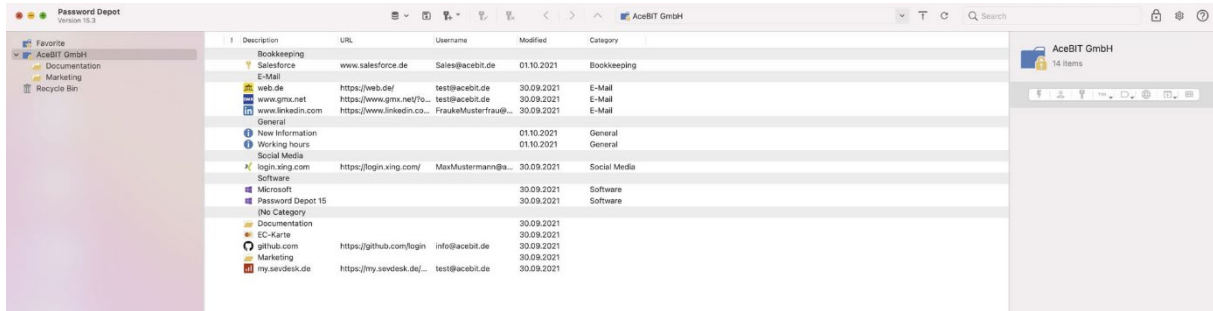 Password Depot
Version 15.3
AceBIT GmbH
Search
Favorite
AceBIT GmbH
Documentation
Marketing
Recycle Bin
! Description URL Username Modified Category
Bookkeeping
Salesforce www.salesforce.de Sales@acebit.de 01.10.2021 Bookkeeping
E-Mail
web.de https://web.de/ test@acebit.de 30.09.2021 E-Mail
www.gmx.net https://www.gmx.net/?o... test@acebit.de 30.09.2021 E-Mail
www.linkedin.com https://www.linkedin.co... FraukeMusterfrau@... 30.09.2021 E-Mail
General
New Information 01.10.2021 General
Working hours 01.10.2021 General
Social Media
login.xing.com https://login.xing.com/ MaxMustermann@a... 30.09.2021 Social Media
Software
Microsoft 30.09.2021 Software
Password Depot 15 30.09.2021 Software
(No Category
Documentation 30.09.2021
EC-Karte 30.09.2021
github.com https://github.com/login info@acebit.de 30.09.2021
Marketing 30.09.2021
my.sevdesk.de https://my.sevdesk.de/... test@acebit.de 30.09.2021
AceBIT GmbH
14 items